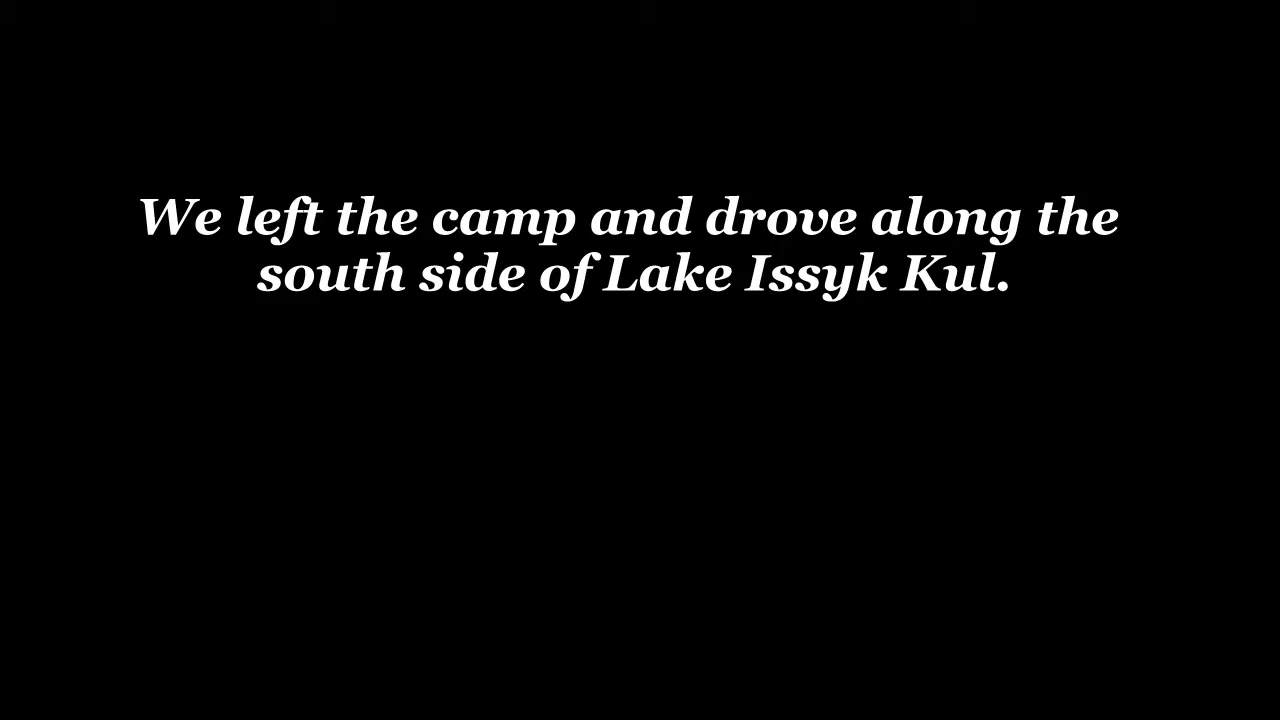 We left the camp and drove along the
south side of Lake Issyk Kul.